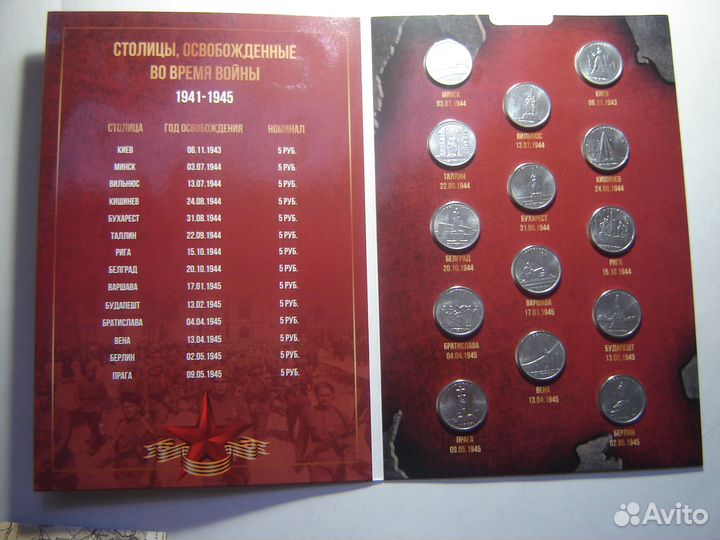 СТОЛИЦЫ, ОСВОБОЖДЕННЫЕ
ВО ВРЕМЯ ВОЙНЫ
1941-1945
СТОЛИЦА ГОД ОСВОБОЖДЕНИЯ НОМИНАЛ
КИЕВ 06.11.1943 5 РУБ.
МИНСК 03.07.1944 5 РУБ.
ВИЛЬНЮС 13.07.1944 5 РУБ.
КИШИНЕВ 24.08.1944 5 РУБ.
БУХАРЕСТ 31.08.1944 5 РУБ.
ТАЛЛИН 22.09.1944 5 РУБ.
РИГА 15.10.1944 5 РУБ.
БЕЛГРАД 20.10.1944 5 РУБ.
ВАРШАВА 17.01.1945 5 РУБ.
БУДАПЕШТ 13.02.1945 5 РУБ.
БРАТИСЛАВА 04.04.1945 5 РУБ.
ВЕНА 13.04.1945 5 РУБ.
БЕРЛИН 02.05.1945 5 РУБ.
ПРАГА 09.05.1945 5 РУБ.
МИНСК
03.07.1944
КИЕВ
06.11.1943
ВИЛЬНЮС
13.07.1944
ТАЛЛИН
22.09.1944
КИШИНЕВ
24.08.1944
БУХАРЕСТ
31.08.1944
БЕЛГРАД
20.10.1944
РИГА
15.10.1944
ВАРШАВА
17.01.1945
БРАТИСЛАВА
04.04.1945
БУДАПЕШТ
13.02.1945
ВЕНА
13.04.1945
ПРАГА
09.05.1945
БЕРЛИН
02.05.1945
Avito